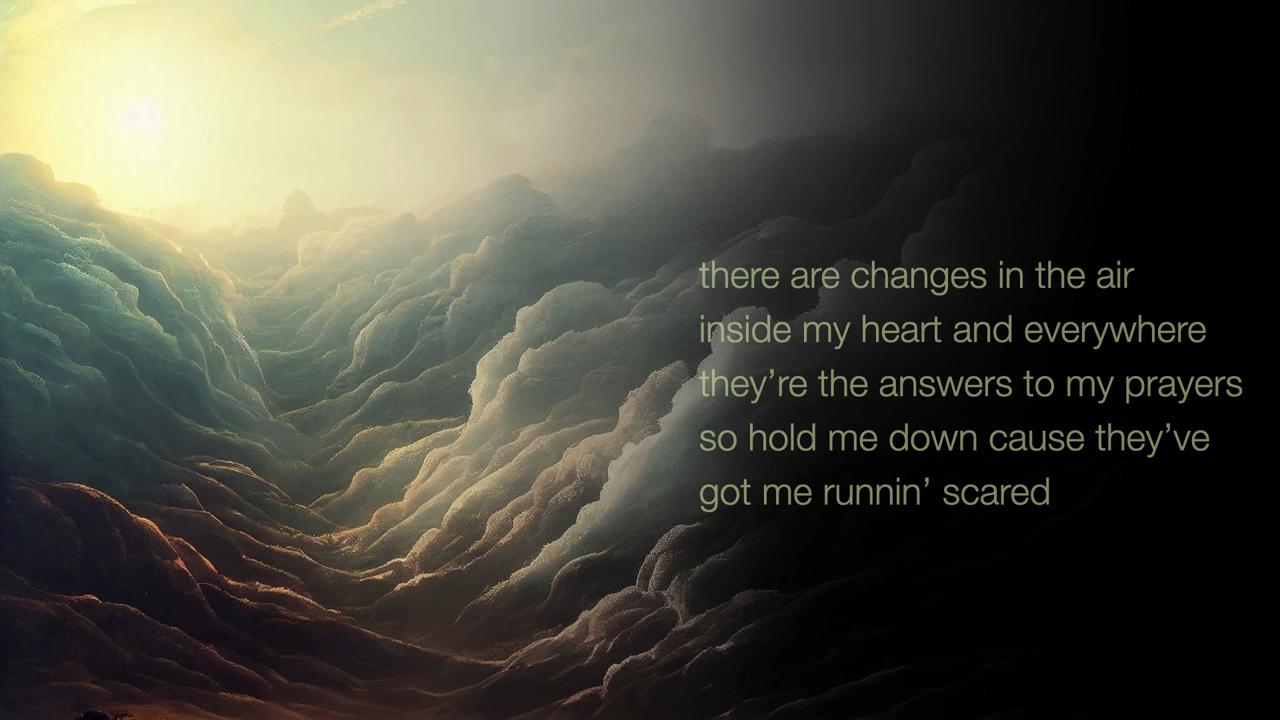 there are changes in the air
inside my heart and everywhere
they’re the answers to my prayers
so hold me down cause they’ve
got me runnin’ scared